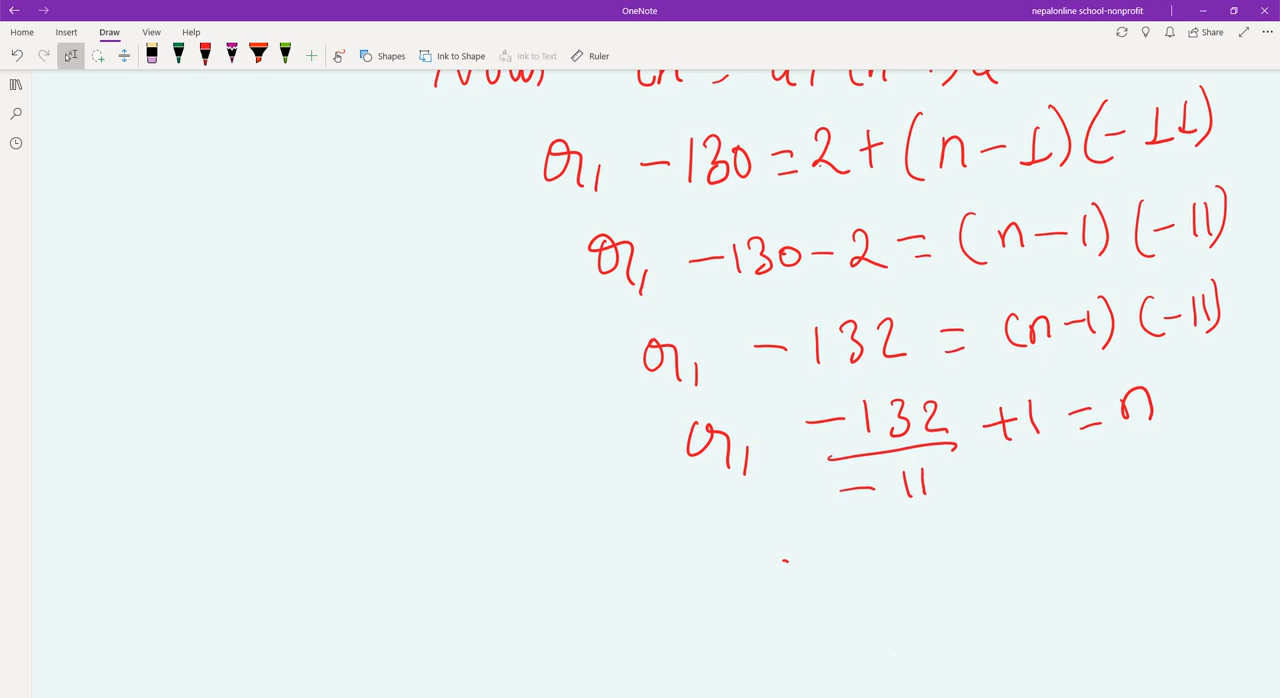 OneNote
nepalonline school-nonprofit
Home Insert Draw View Help
Share
Shapes Ink to Shape Ink to Text Ruler
or, -130 = 2 + (n - 1) (-11)
or, -130 - 2 = (n - 1) (-11)
or, -132 = (n-1) (-11)
or, -132/-11 + 1 = n